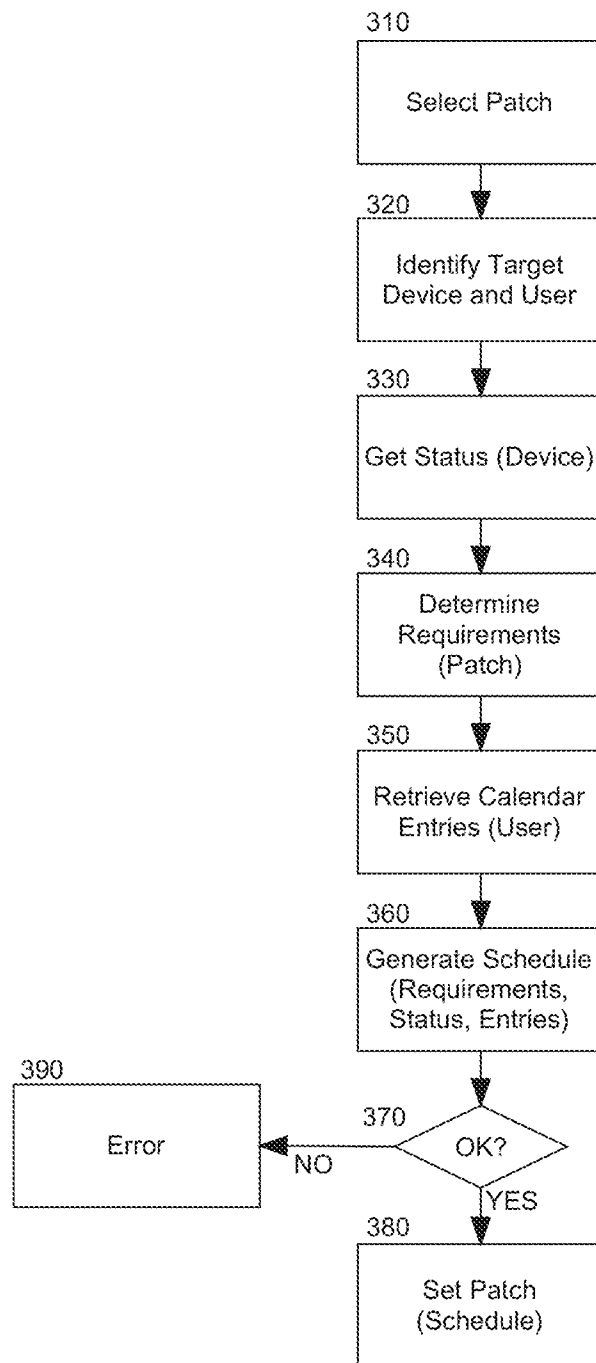 310
Select Patch
320
Identify Target
Device and User
330
Get Status (Device)
340
Determine
Requirements
(Patch)
350
Retrieve Calendar
Entries (User)
360
Generate Schedule
(Requirements,
Status, Entries)
390
Error
370
OK?
NO
YES
380
Set Patch
(Schedule)